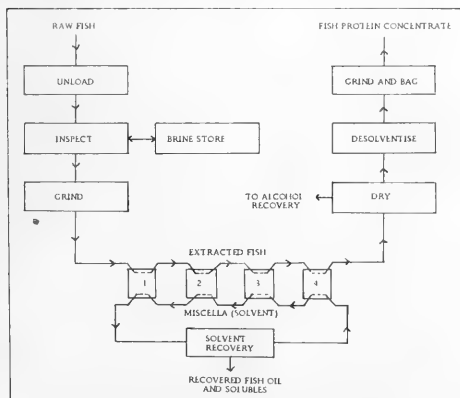 RAW FISH
UNLOAD
INSPECT
BRINE STORE
GRIND
FISH PROTEIN CONCENTRATE
GRIND AND BAG
DESOLVENTISE
DRY
TO ALCOHOL
RECOVERY
EXTRACTED FISH
1
2
3
4
MISCELLA (SOLVENT)
SOLVENT
RECOVERY
RECOVERED FISH OIL
AND SOLUBLES